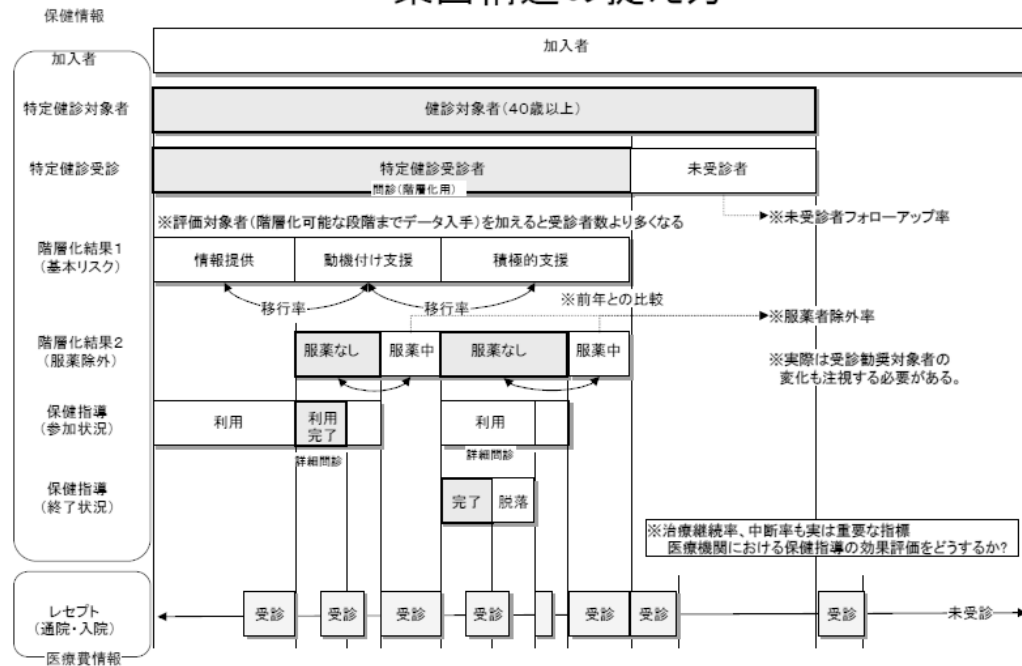 集団構造の捉え方
保健情報
加入者
加入者
特定健診対象者
健診対象者(40歳以上)
特定健診受診
特定健診受診者
問診(階層化用)
未受診者
※未受診者フォローアップ率
※評価対象者(階層化可能な段階までデータ入手)を加えると受診者数より多くなる
階層化結果1
(基本リスク)
情報提供
動機付け支援
積極的支援
移行率
移行率
※前年との比較
※服薬者除外率
階層化結果2
(服薬除外)
服薬なし
服薬中
服薬なし
服薬中
※実際は受診勧奨対象者の
変化も注視する必要がある。
保健指導
(参加状況)
利用
利用
完了
利用
詳細問診
詳細問診
保健指導
(終了状況)
完了
脱落
※治療継続率、中断率も実は重要な指標
医療機関における保健指導の効果評価をどうするか?
レセプト
(通院・入院)
受診
受診
受診
受診
受診
受診
受診
未受診
医療費情報